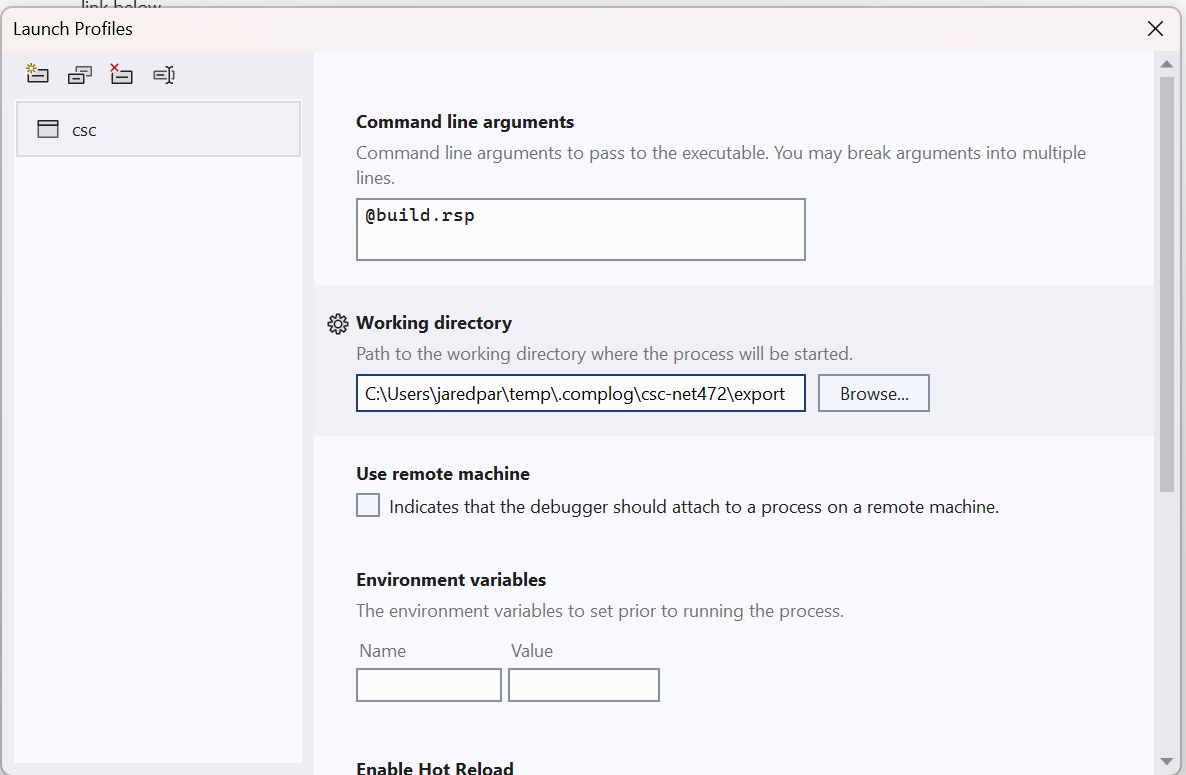 link below
Launch Profiles
csc
Command line arguments
Command line arguments to pass to the executable. You may break arguments into multiple
lines.
@build.rsp
Working directory
Path to the working directory where the process will be started.
C:\Users\jaredpar\temp\.complog\csc-net472\export
Browse...
Use remote machine
Indicates that the debugger should attach to a process on a remote machine.
Environment variables
The environment variables to set prior to running the process.
Name Value
Enable Hot Reload